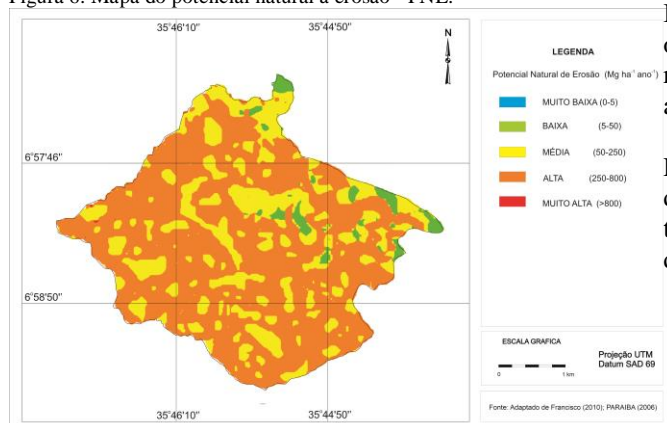 Figura 6. Mapa do potencial natural à erosão - PNE.
35°46'10"
35°44'50"
N
6°57'46"
6°58'50"
35°46'10"
35°44'50"
LEGENDA
Potencial Natural de Erosão (Mg ha⁻¹ ano⁻¹)
MUITO BAIXA (0-5)
BAIXA (5-50)
MÉDIA (50-250)
ALTA (250-800)
MUITO ALTA (>800)
ESCALA GRAFICA
0 1 km
Projeção UTM
Datum SAD 69
Fonte: Adaptado de Francisco (2010); PARAIBA (2006)